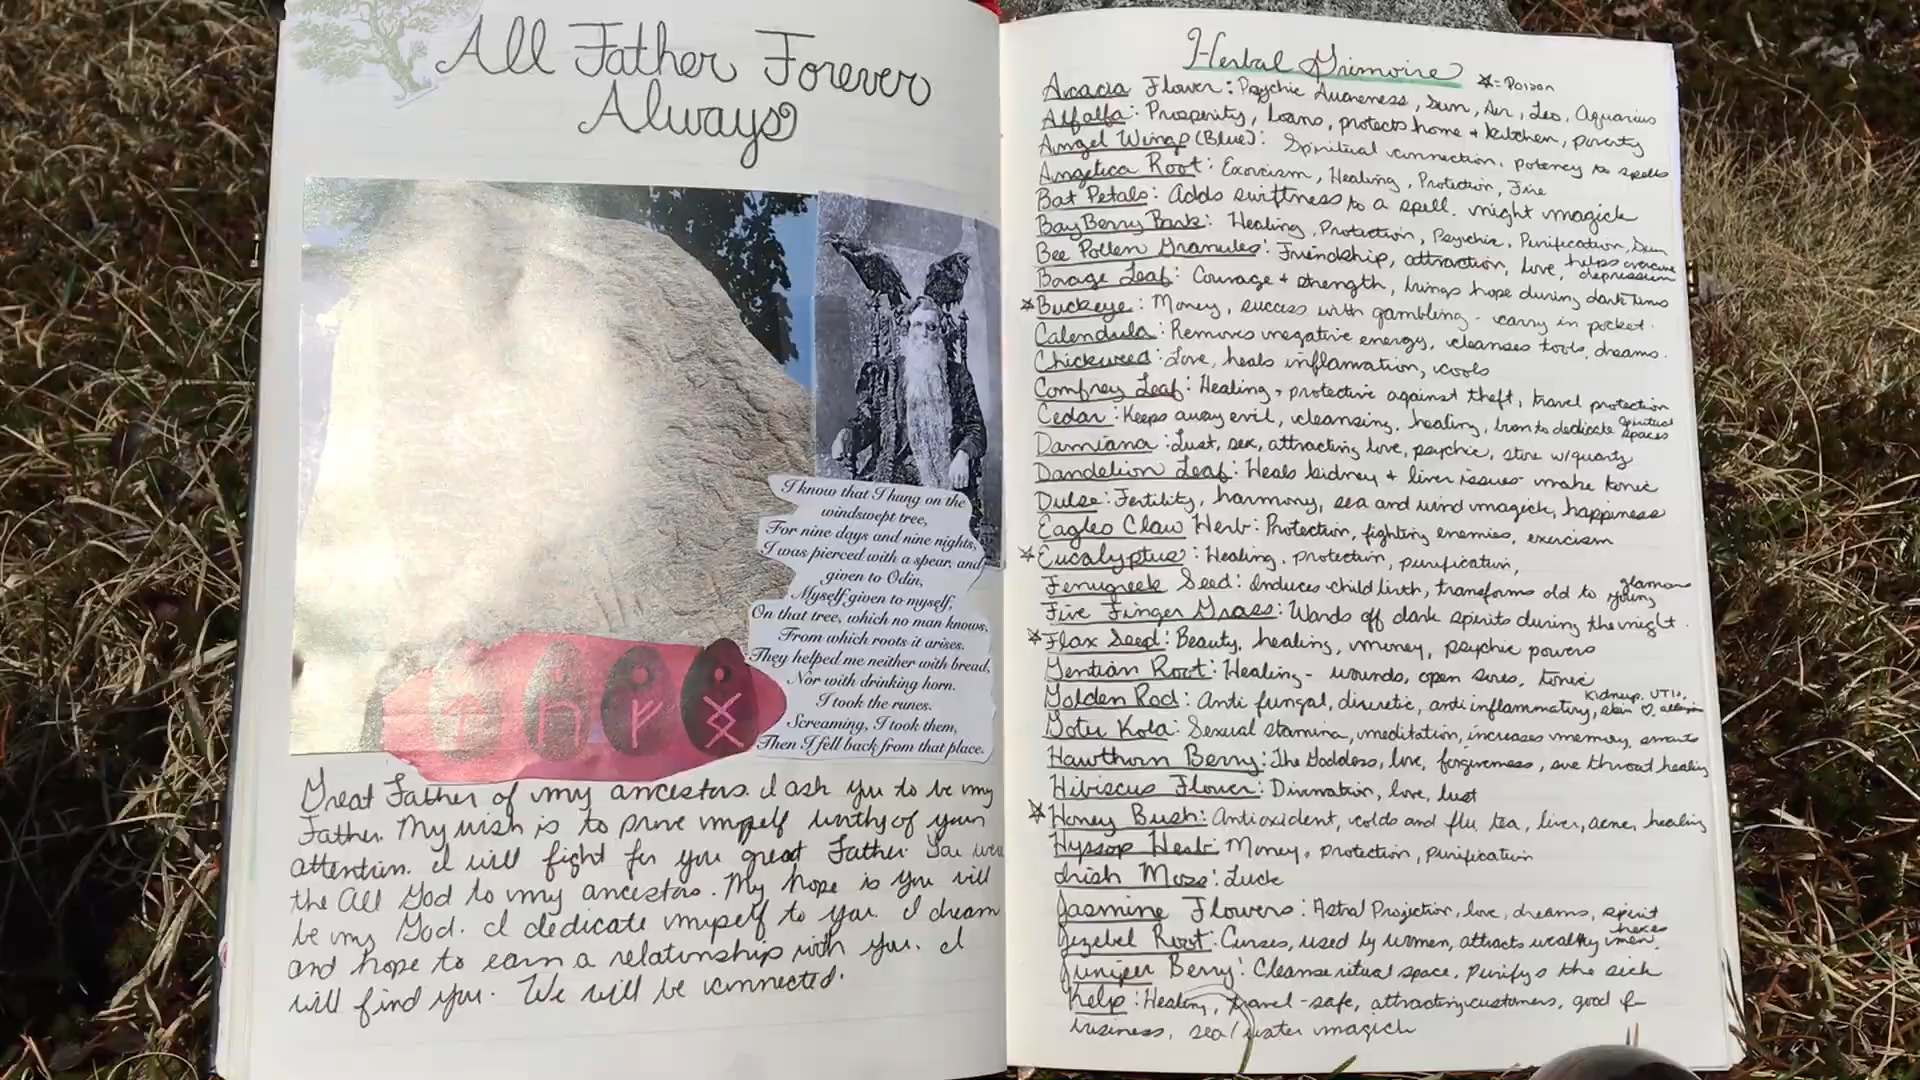 All Father Forever
Always
I know that I hung on the
windswept tree,
For nine days and nine nights,
I was pierced with a spear, and
given to Odin,
Myself given to myself,
On that tree, which no man knows,
From which roots it arises.
They helped me neither with bread,
Nor with drinking horn.
I took the runes.
Screaming, I took them,
Then I fell back from that place.
ᛏ ᚢ ᚠ ᛝ
Great Father of my ancestors. I ask you to be my
Father. My wish is to prove myself worthy of your
attention. I will fight for you great Father. You were
the All God to my ancestors. My hope is you will
be my God. I dedicate myself to you. I dream
and hope to earn a relationship with you. I
will find you. We will be connected.
Herbal Grimoire ☆=Poison
Acacia Flower: Psychic Awareness, Sun, Air, Leo, Aquarius
Alfalfa: Prosperity, Loans, protects home + kitchen, poverty
Angel Wings (Blue): Spiritual connection, potency to spells
Angelica Root: Exorcism, Healing, Protection, Fire
Bat Petals: Adds swiftness to a spell. night magick
BayBerry Bark: Healing, Protection, Psychic, Purification, Sun
Bee Pollen Granules: Friendship, attraction, love, helps overcome depression
Borage Leaf: Courage + strength, brings hope during dark times
☆Buckeye: Money, success with gambling - carry in pocket.
Calendula: Removes negative energy, cleanses tools, dreams.
Chickweed: Love, heals inflamation, cools
Comfrey Leaf: Healing, protective against theft, travel protection
Cedar: Keeps away evil, cleansing, healing, burn to dedicate spiritual spaces
Damiana: Lust, sex, attracting love, psychic, store w/quartz
Dandelion Leaf: Heals kidney + liver issues - make tonic
Dulse: Fertility, harmony, sea and wind magick, happiness
Eagles Claw Herb: Protection, fighting enemies, exorcism
☆Eucalyptus: Healing, protection, purification,
Fenugreek Seed: Induces childbirth, transforms old to young glamour
Five Finger Grass: Wards off dark spirits during the night.
☆Flax Seed: Beauty, healing, money, psychic powers
Gentian Root: Healing - wounds, open sores, tonic
Golden Rod: Anti fungal, diuretic, anti inflammatory, Kidneys, UTIs, skin ♡,
Gotu Kola: Sexual stamina, meditation, increases memory, smarts
Hawthorn Berry: The Goddess, love, forgiveness, sore throat healing
Hibiscus Flower: Divination, love, lust
☆Honey Bush: Antioxident, colds and flu tea, liver, acne, healing
Hyssop Herb: Money, protection, purification
Irish Moss: Luck
Jasmine Flowers: Astral Projection, love, dreams, spirit
Jezebel Root: Curses, used by women, attracts wealthy men, hexes
Juniper Berry: Cleanse ritual space, purifys the sick
Kelp: Healing, travel-safe, attracting customers, good for
business, sea/water magick